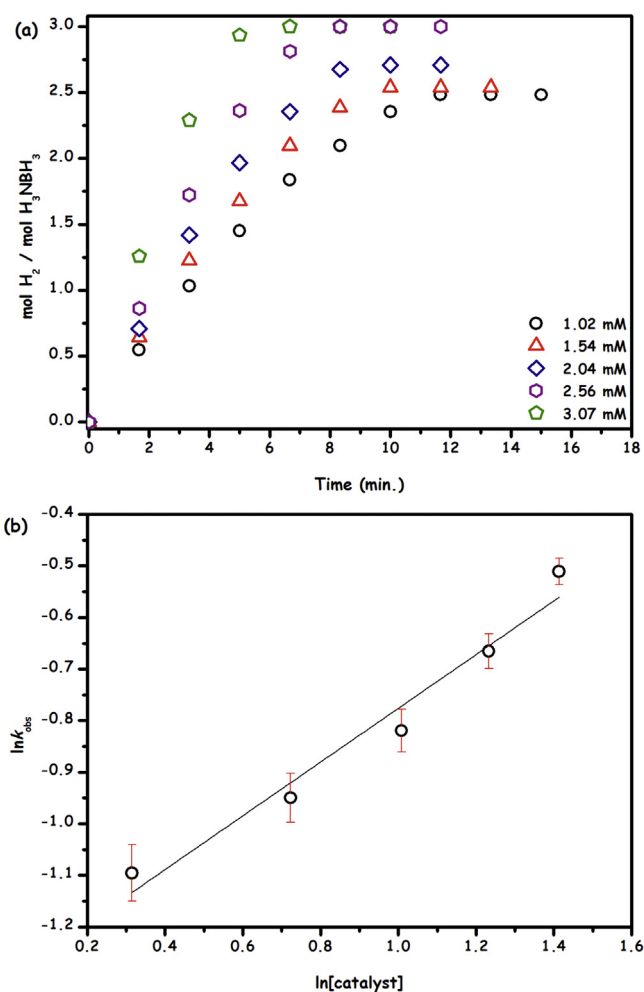 (a)
3.0
2.5
2.0
1.5
1.0
0.5
0.0
mol H₂ / mol H₃NBH₃
1.02 mM
1.54 mM
2.04 mM
2.56 mM
3.07 mM
0 2 4 6 8 10 12 14 16 18
Time (min.)
(b)
-0.4
-0.5
-0.6
-0.7
-0.8
-0.9
-1.0
-1.1
-1.2
lnkobs
0.2 0.4 0.6 0.8 1.0 1.2 1.4 1.6
ln[catalyst]